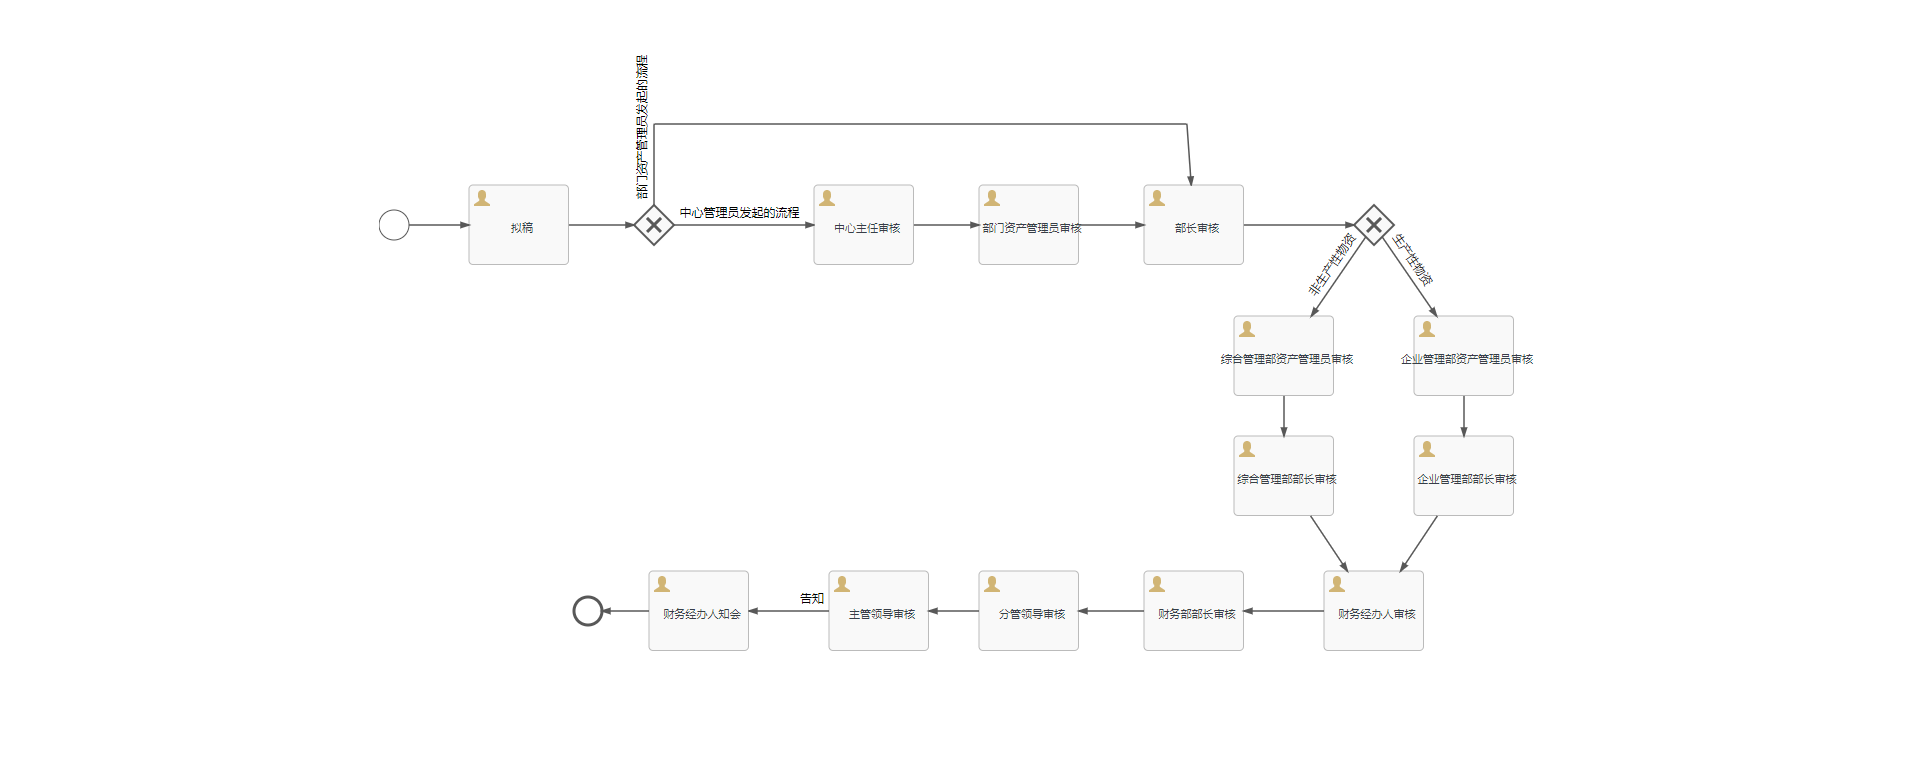 部门资产管理员发起的流程
拟稿
中心管理员发起的流程
中心主任审核
部门资产管理员审核
部长审核
非生产性物资
生产性物资
综合管理部资产管理员审核
企业管理部资产管理员审核
综合管理部部长审核
企业管理部部长审核
财务经办人知会
告知
主管领导审核
分管领导审核
财务部部长审核
财务经办人审核